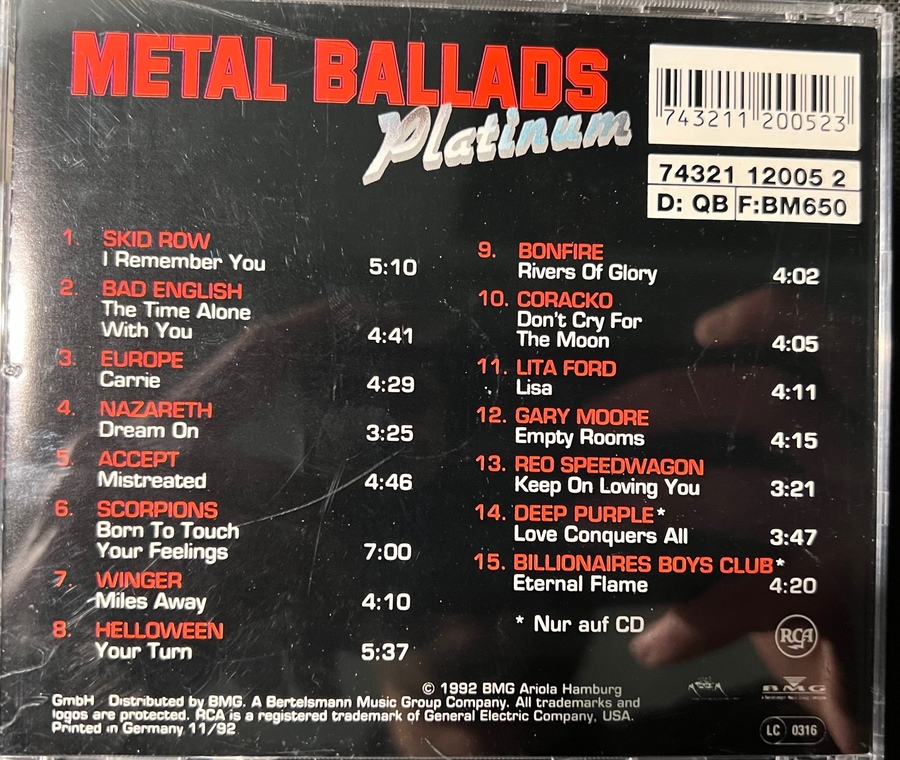 METAL BALLADS
Platinum
743211 200523
74321 12005 2
D: QB F:BM650
1. SKID ROW
I Remember You 5:10
2. BAD ENGLISH
The Time Alone
With You 4:41
3. EUROPE
Carrie 4:29
4. NAZARETH
Dream On 3:25
5. ACCEPT
Mistreated 4:46
6. SCORPIONS
Born To Touch
Your Feelings 7:00
7. WINGER
Miles Away 4:10
8. HELLOWEEN
Your Turn 5:37
9. BONFIRE
Rivers Of Glory 4:02
10. CORACKO
Don't Cry For
The Moon 4:05
11. LITA FORD
Lisa 4:11
12. GARY MOORE
Empty Rooms 4:15
13. REO SPEEDWAGON
Keep On Loving You 3:21
14. DEEP PURPLE*
Love Conquers All 3:47
15. BILLIONAIRES BOYS CLUB*
Eternal Flame 4:20
* Nur auf CD
RCA
© 1992 BMG Ariola Hamburg
GmbH Distributed by BMG. A Bertelsmann Music Group Company. All trademarks and
logos are protected. RCA is a registered trademark of General Electric Company, USA.
Printed in Germany 11/92
BMG
LC 0316